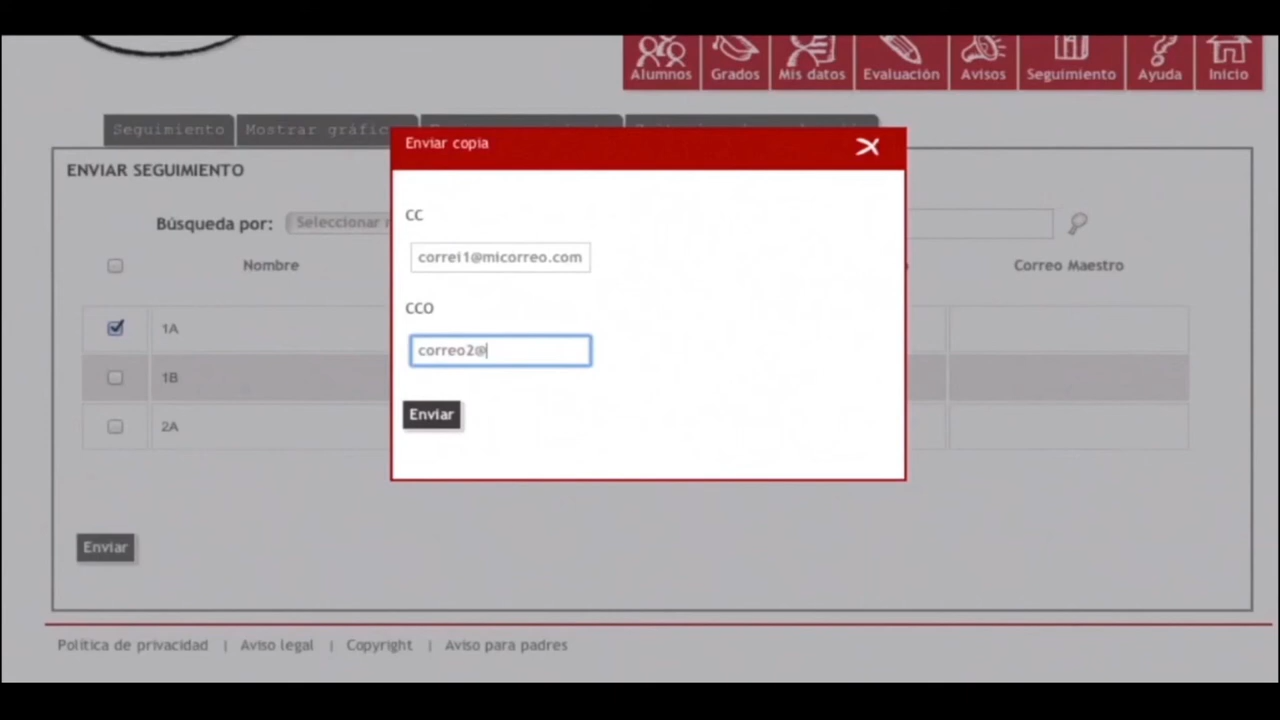 Alumnos Grados Mis datos Evaluación Avisos Seguimiento Ayuda Inicio
Seguimiento Mostrar
Enviar copia
ENVIAR SEGUIMIENTO
Búsqueda por: Seleccionar
CC
correi1@micorreo.com
Nombre Correo Maestro
CCO
1A
correo2@
1B
Enviar
2A
Enviar
Política de privacidad | Aviso legal | Copyright | Aviso para padres